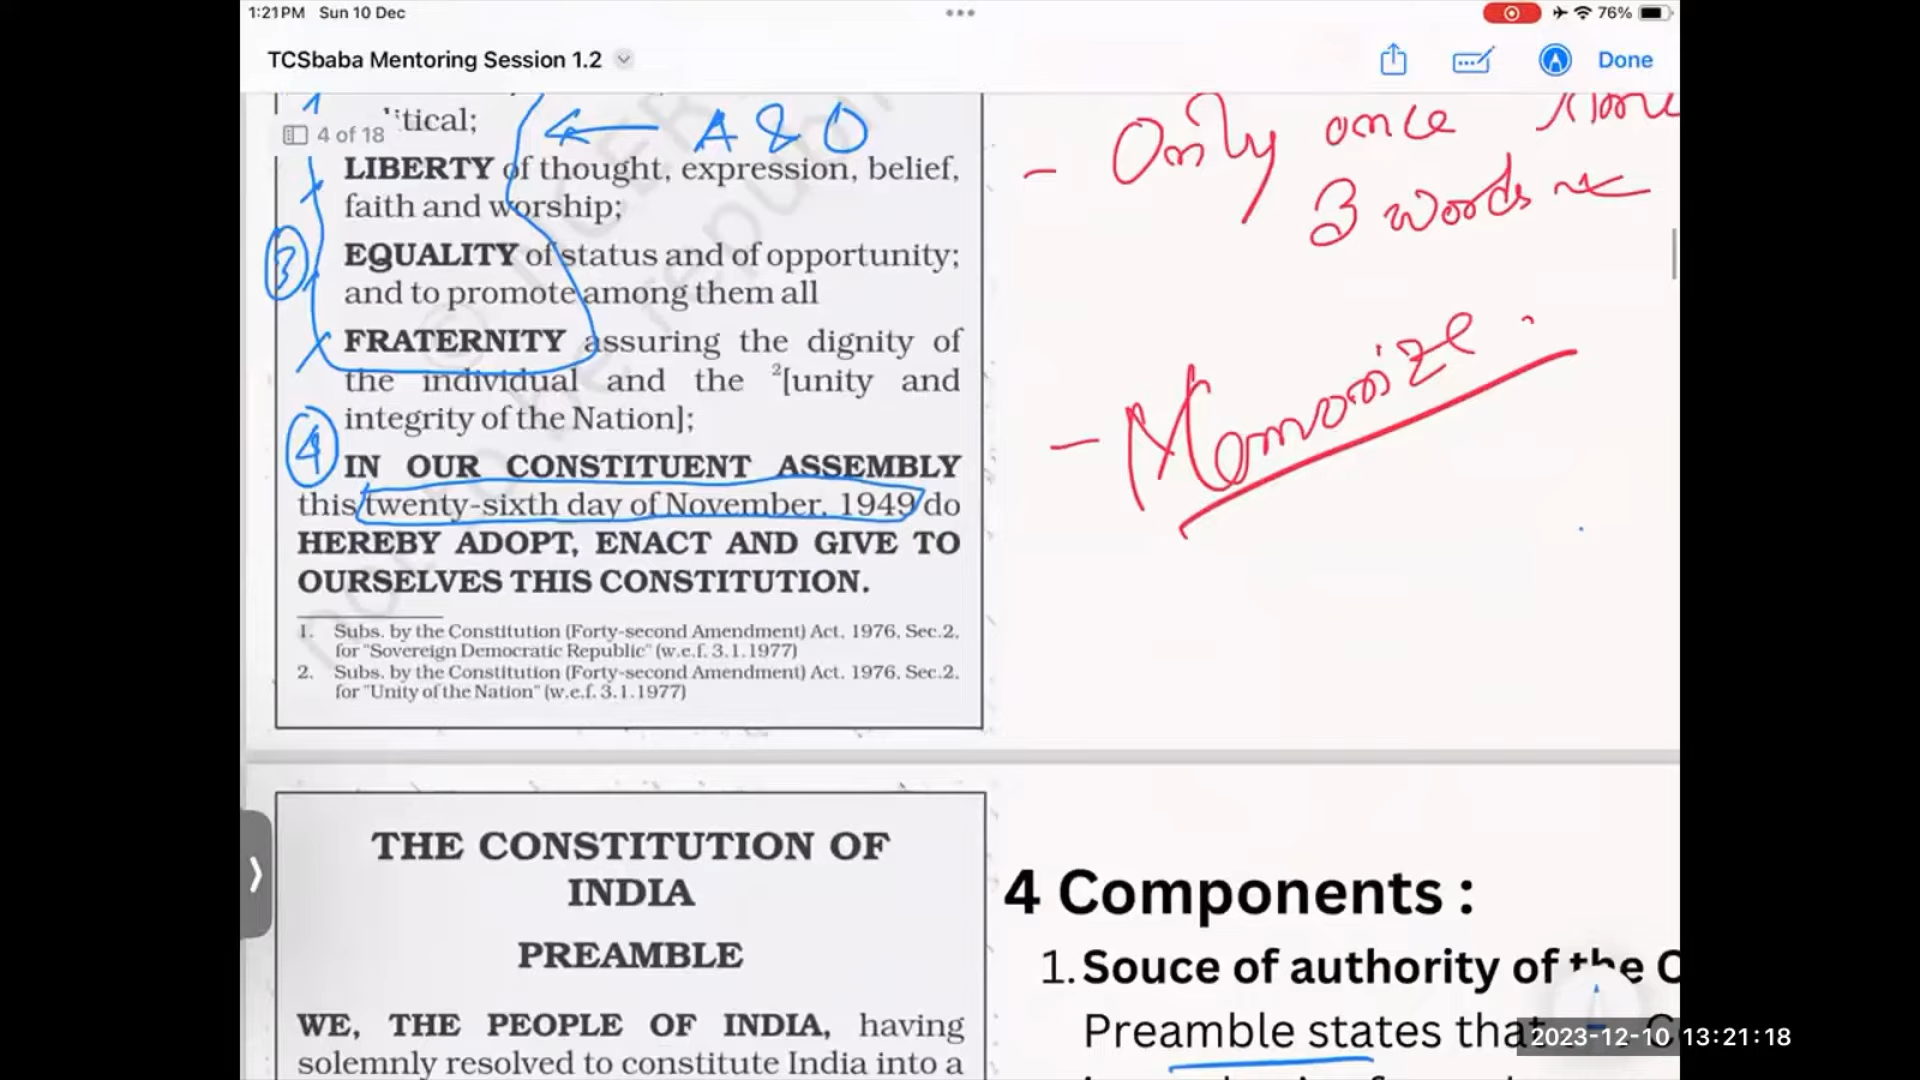 1:21 PM Sun 10 Dec
76%
TCSbaba Mentoring Session 1.2
Done
4 of 18
tical;
A & O
LIBERTY of thought, expression, belief,
faith and worship;
3
EQUALITY of status and of opportunity;
and to promote among them all
FRATERNITY assuring the dignity of
the individual and the ²[unity and
integrity of the Nation];
4
IN OUR CONSTITUENT ASSEMBLY
this twenty-sixth day of November, 1949 do
HEREBY ADOPT, ENACT AND GIVE TO
OURSELVES THIS CONSTITUTION.
1. Subs. by the Constitution (Forty-second Amendment) Act, 1976, Sec.2,
for "Sovereign Democratic Republic" (w.e.f. 3.1.1977)
2. Subs. by the Constitution (Forty-second Amendment) Act, 1976, Sec.2,
for "Unity of the Nation" (w.e.f. 3.1.1977)
- Only once
3 words
- Memorize.
THE CONSTITUTION OF
INDIA
PREAMBLE
WE, THE PEOPLE OF INDIA, having
solemnly resolved to constitute India into a
4 Components :
1. Souce of authority of the C
Preamble states that
2023-12-10 13:21:18